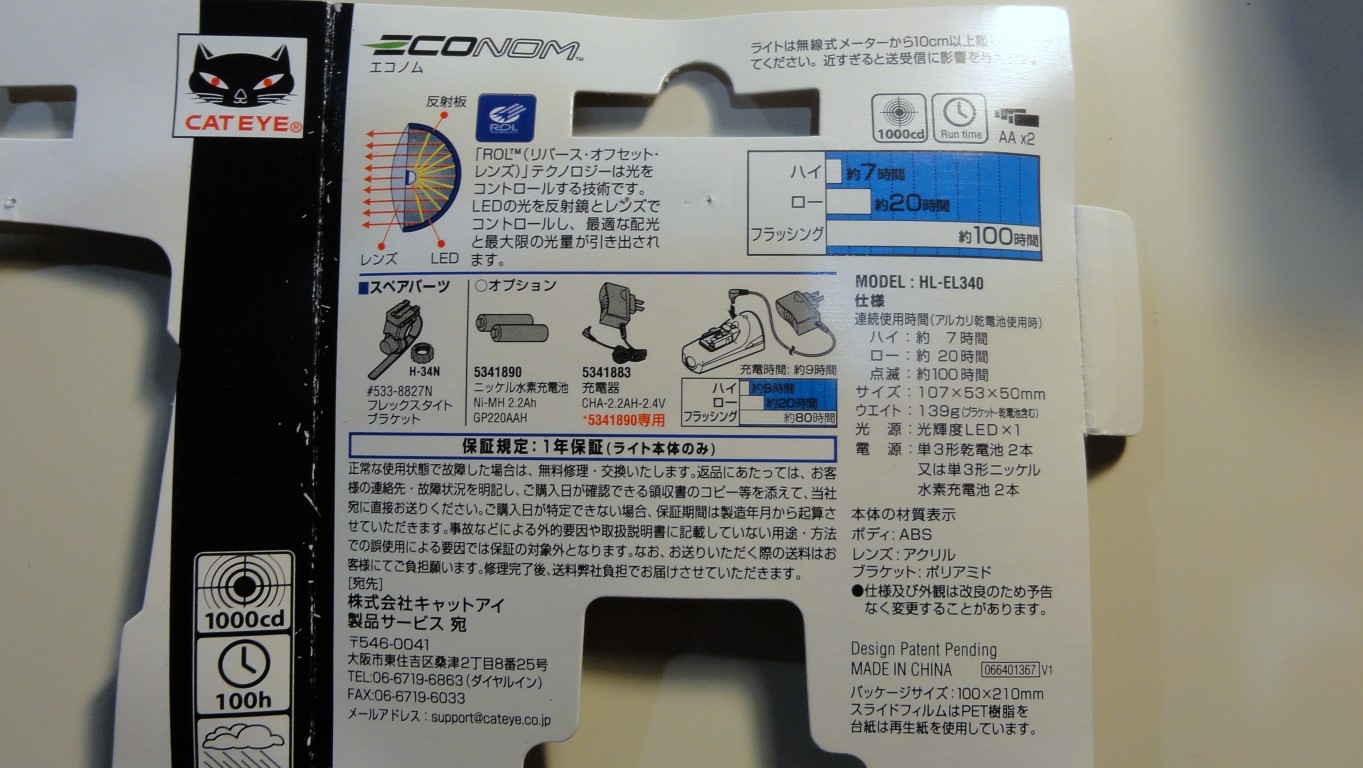 CATEYE®
ECONOM™
エコノム
ライトは無線式メーターから10cm以上離し
てください。近すぎると送受信に影響を与え
反射板
ROL
レンズ
LED
「ROL™(リバース・オフセット・
レンズ)」テクノロジーは光を
コントロールする技術です。
LEDの光を反射鏡とレンズで
コントロールし、最適な配光
と最大限の光量が引き出され
ます。
1000cd
Run time
AA x2
ハイ 約7時間
ロー 約20時間
フラッシング 約100時間
■スペアパーツ
H-34N
#533-8827N
フレックスタイト
ブラケット
○オプション
5341890
ニッケル水素充電池
Ni-MH 2.2Ah
GP220AAH
5341883
充電器
CHA-2.2AH-2.4V
*5341890専用
充電時間: 約9時間
ハイ 約9時間
ロー 約20時間
フラッシング 約80時間
保証規定:1年保証(ライト本体のみ)
正常な使用状態で故障した場合は、無料修理・交換いたします。返品にあたっては、お客
様の連絡先・故障状況を明記し、ご購入日が確認できる領収書のコピー等を添えて、当社
宛に直接お送りください。ご購入日が特定できない場合、保証期間は製造年月から起算さ
せていただきます。事故などによる外的要因や取扱説明書に記載していない用途・方法
での誤使用による要因では保証の対象外となります。なお、お送りいただく際の送料はお
客様にてご負担願います。修理完了後、送料弊社負担でお届けさせていただきます。
[宛先]
株式会社キャットアイ
製品サービス 宛
〒546-0041
大阪市東住吉区桑津2丁目8番25号
TEL:06-6719-6863(ダイヤルイン)
FAX:06-6719-6033
メールアドレス:support@cateye.co.jp
MODEL : HL-EL340
仕様
連続使用時間(アルカリ乾電池使用時)
ハイ:約 7時間
ロー:約 20時間
点滅:約100時間
サイズ:107×53×50mm
ウエイト:139g(ブラケット・乾電池含む)
光 源:光輝度LED×1
電 源:単3形乾電池 2本
又は単3形ニッケル
水素充電池 2本
本体の材質表示
ボディ:ABS
レンズ:アクリル
ブラケット:ポリアミド
●仕様及び外観は改良のため予告
なく変更することがあります。
Design Patent Pending
MADE IN CHINA 066401367 V1
パッケージサイズ:100×210mm
スライドフィルムはPET樹脂を
台紙は再生紙を使用しています。
1000cd
100h